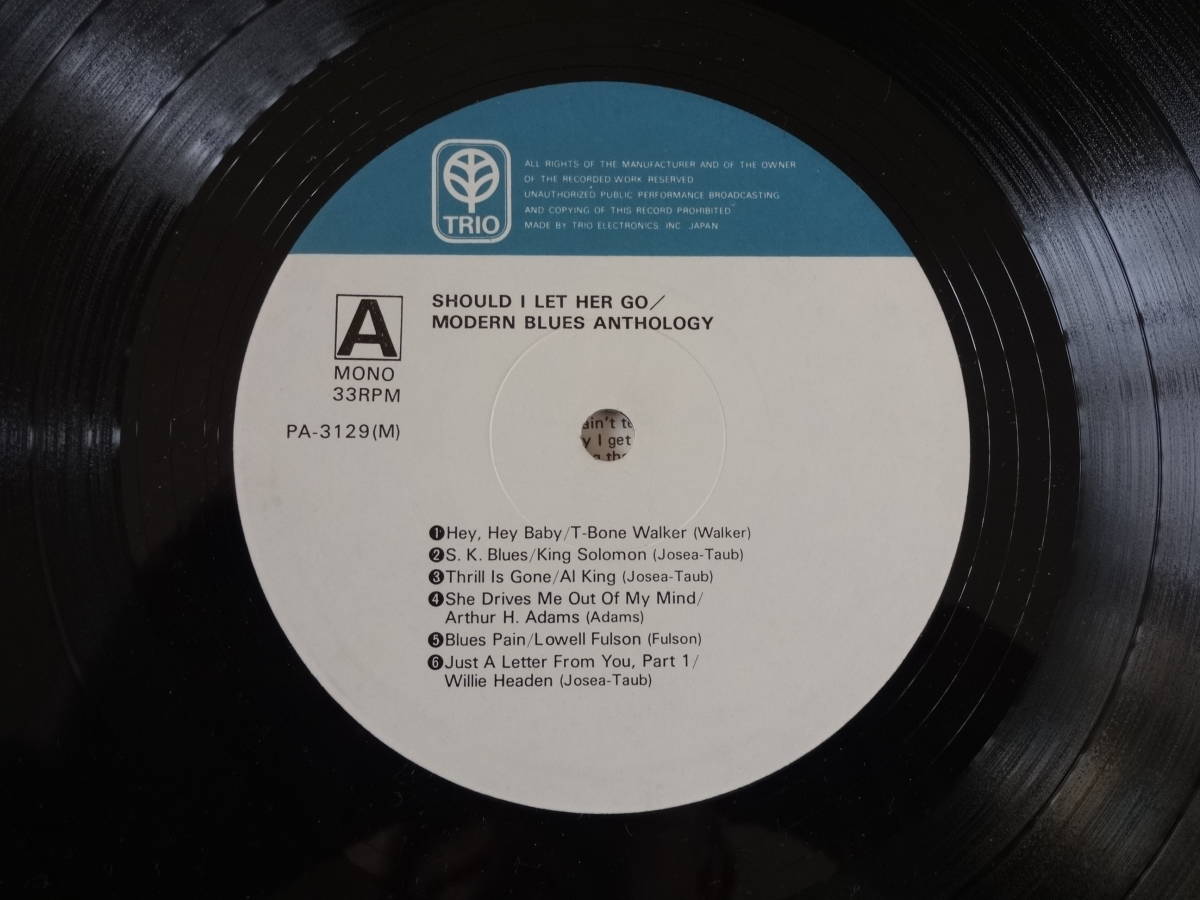 TRIO
ALL RIGHTS OF THE MANUFACTURER AND OF THE OWNER
OF THE RECORDED WORK RESERVED
UNAUTHORIZED PUBLIC PERFORMANCE BROADCASTING
AND COPYING OF THIS RECORD PROHIBITED
MADE BY TRIO ELECTRONICS. INC. JAPAN
A
MONO
33RPM
PA-3129(M)
SHOULD I LET HER GO/
MODERN BLUES ANTHOLOGY
ain't
I get
❶Hey, Hey Baby/T-Bone Walker (Walker)
❷S. K. Blues/King Solomon (Josea-Taub)
❸Thrill Is Gone/Al King (Josea-Taub)
❹She Drives Me Out Of My Mind/
Arthur H. Adams (Adams)
❺Blues Pain/Lowell Fulson (Fulson)
❻Just A Letter From You, Part 1/
Willie Headen (Josea-Taub)